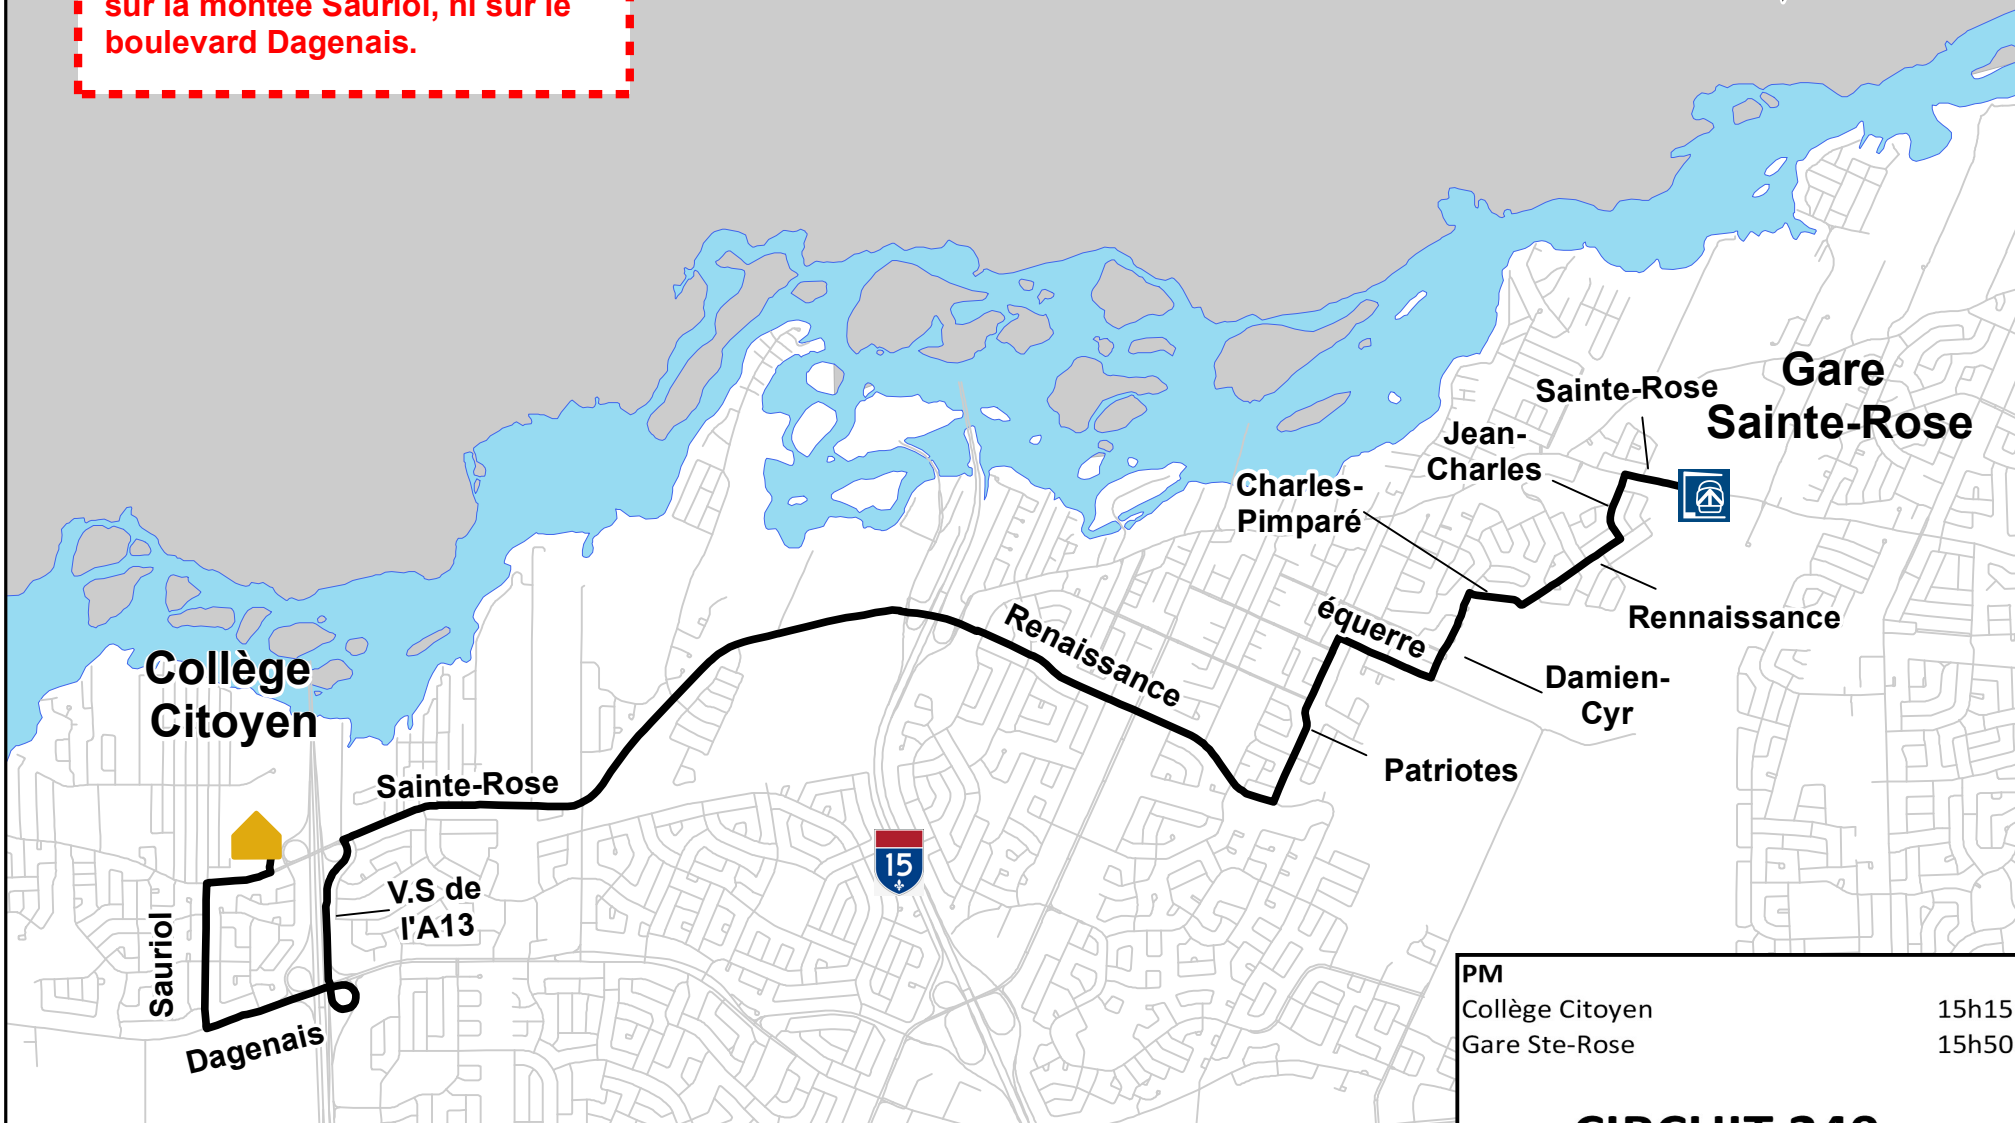 sur la montée Sauriol, ni sur le
boulevard Dagenais.
Gare
Sainte-Rose
Sainte-Rose
Jean-
Charles
Charles-
Pimparé
équerre
Rennaissance
Renaissance
Damien-
Cyr
Patriotes
Collège
Citoyen
Sainte-Rose
15
V.S de
l'A13
Sauriol
Dagenais
PM
Collège Citoyen 15h15
Gare Ste-Rose 15h50